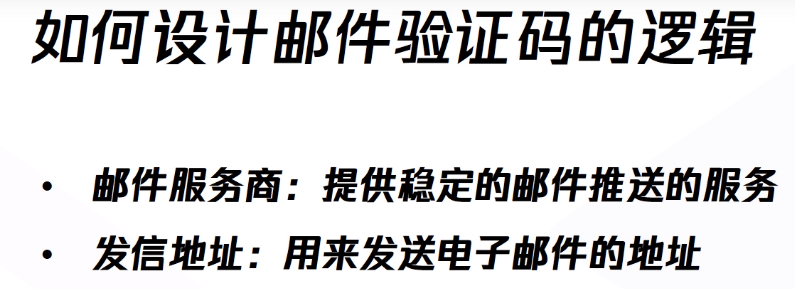 如何设计邮件验证码的逻辑
• 邮件服务商：提供稳定的邮件推送的服务
• 发信地址：用来发送电子邮件的地址